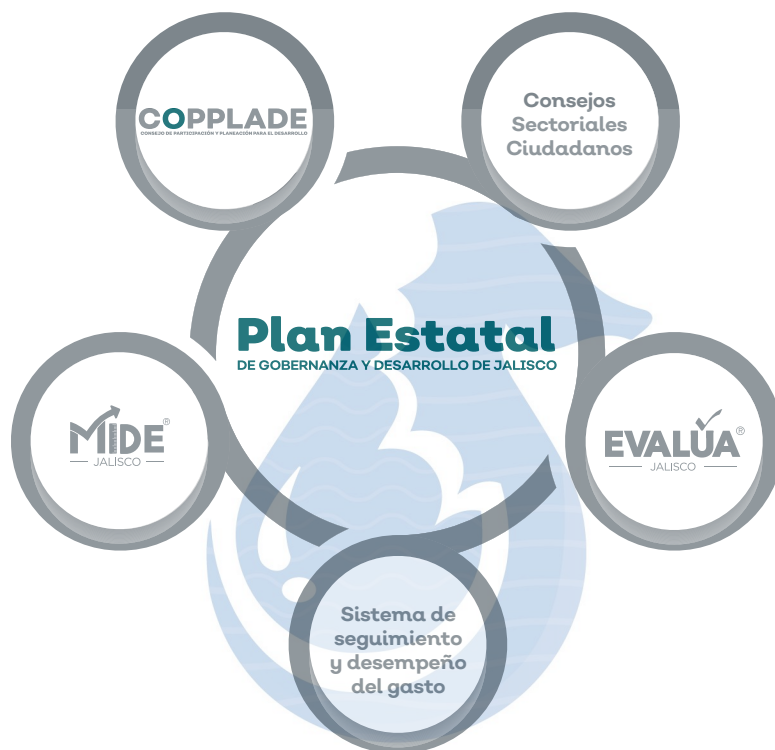 COPPLADE
CONSEJO DE PARTICIPACIÓN Y PLANEACIÓN PARA EL DESARROLLO
Consejos
Sectoriales
Ciudadanos
Plan Estatal
DE GOBERNANZA Y DESARROLLO DE JALISCO
MIDE®
JALISCO
EVALÚA®
JALISCO
Sistema de
seguimiento
y desempeño
del gasto